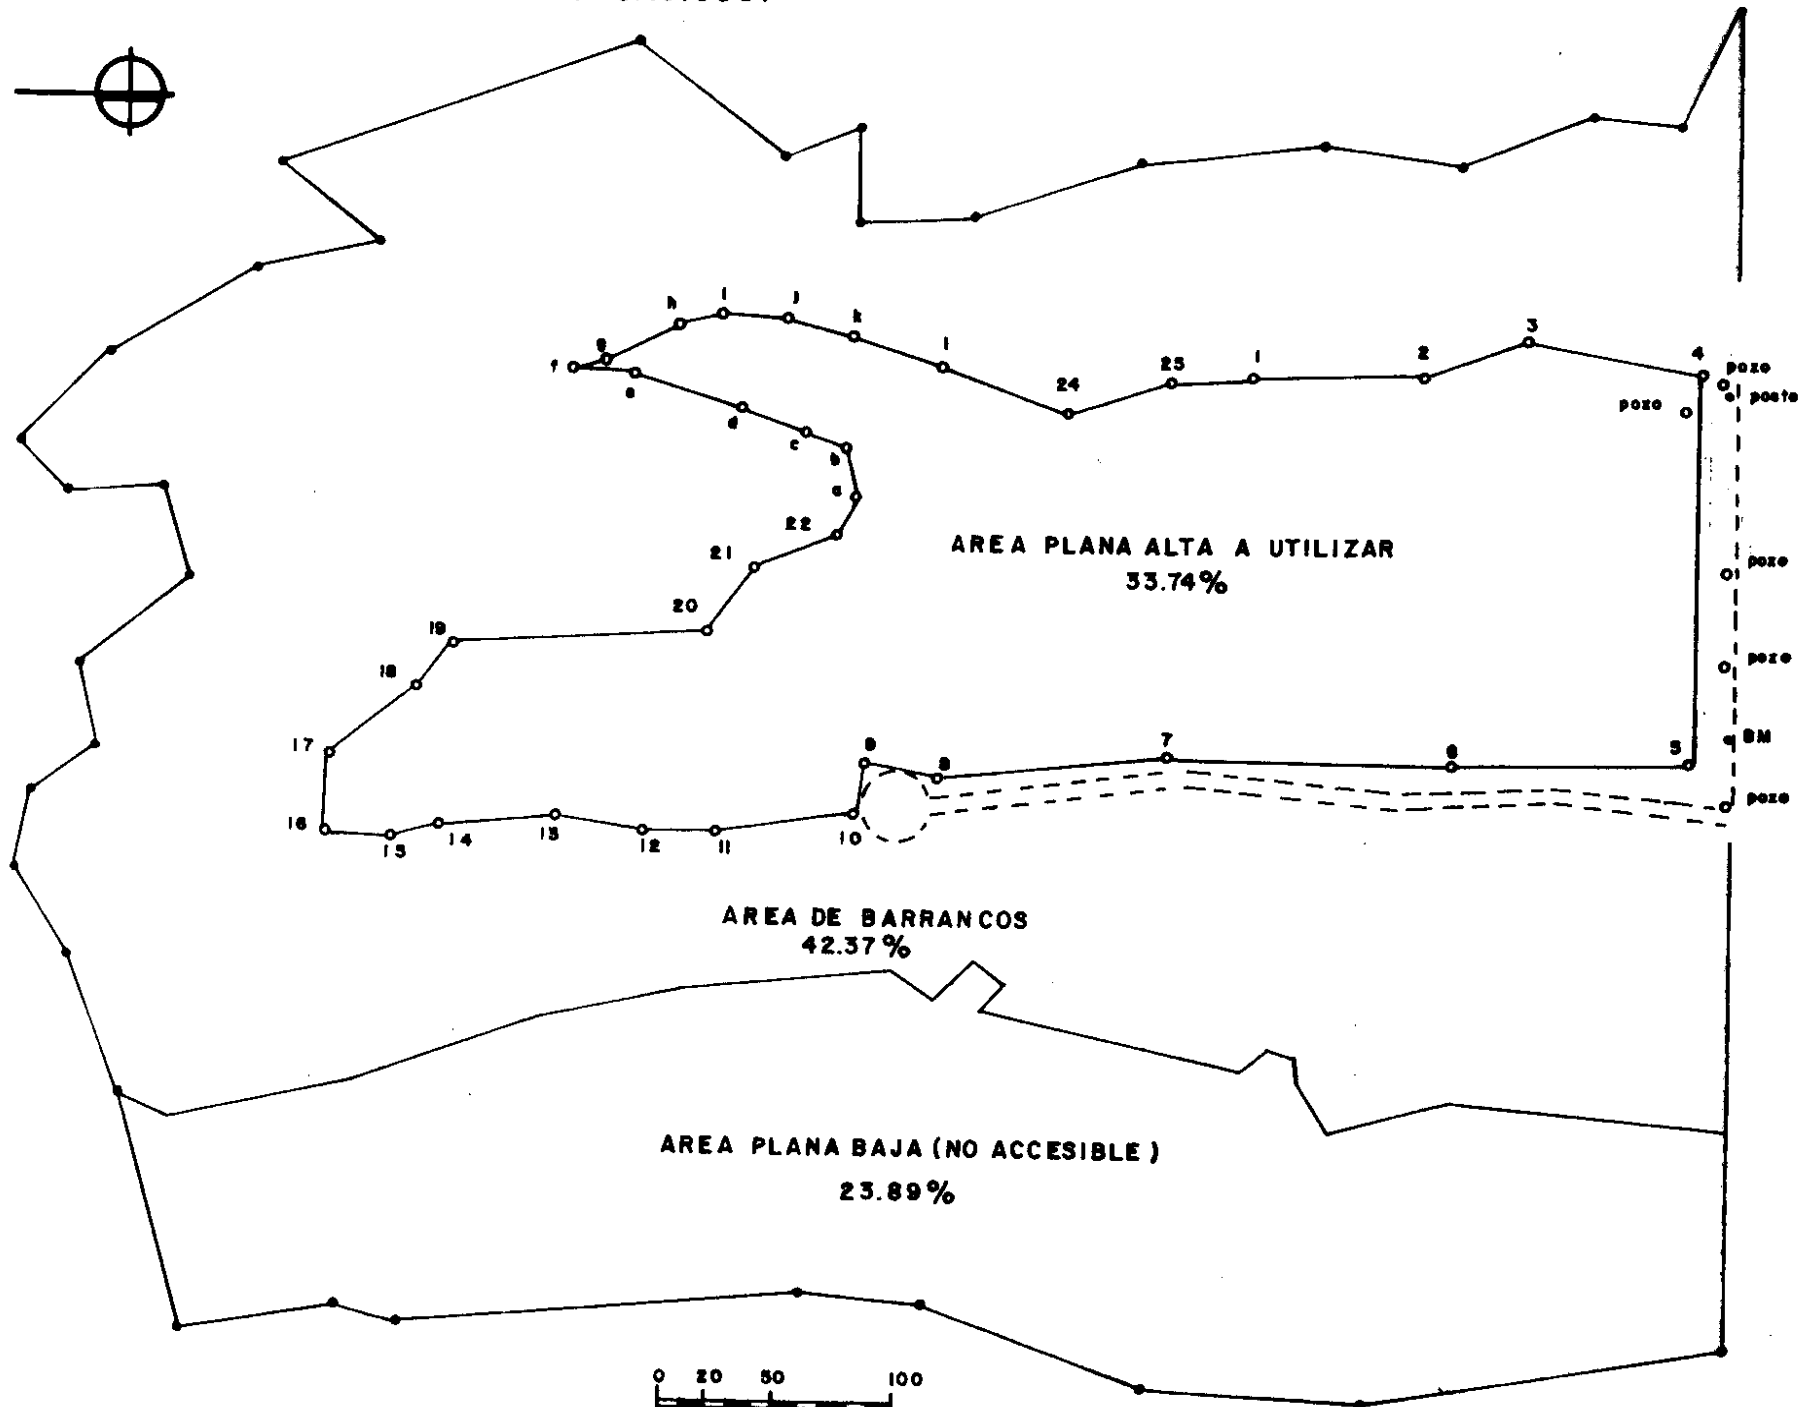 h
i
j
k
g
f
e
d
c
b
a
l
24
25
1
2
3
4
pozo
poste
pozo
22
21
20
19
18
17
16
15
14
13
12
11
10
9
8
7
6
5
AREA PLANA ALTA A UTILIZAR
33.74%
pozo
pozo
BM
pozo
AREA DE BARRANCOS
42.37%
AREA PLANA BAJA (NO ACCESIBLE)
23.89%
0 20 50 100